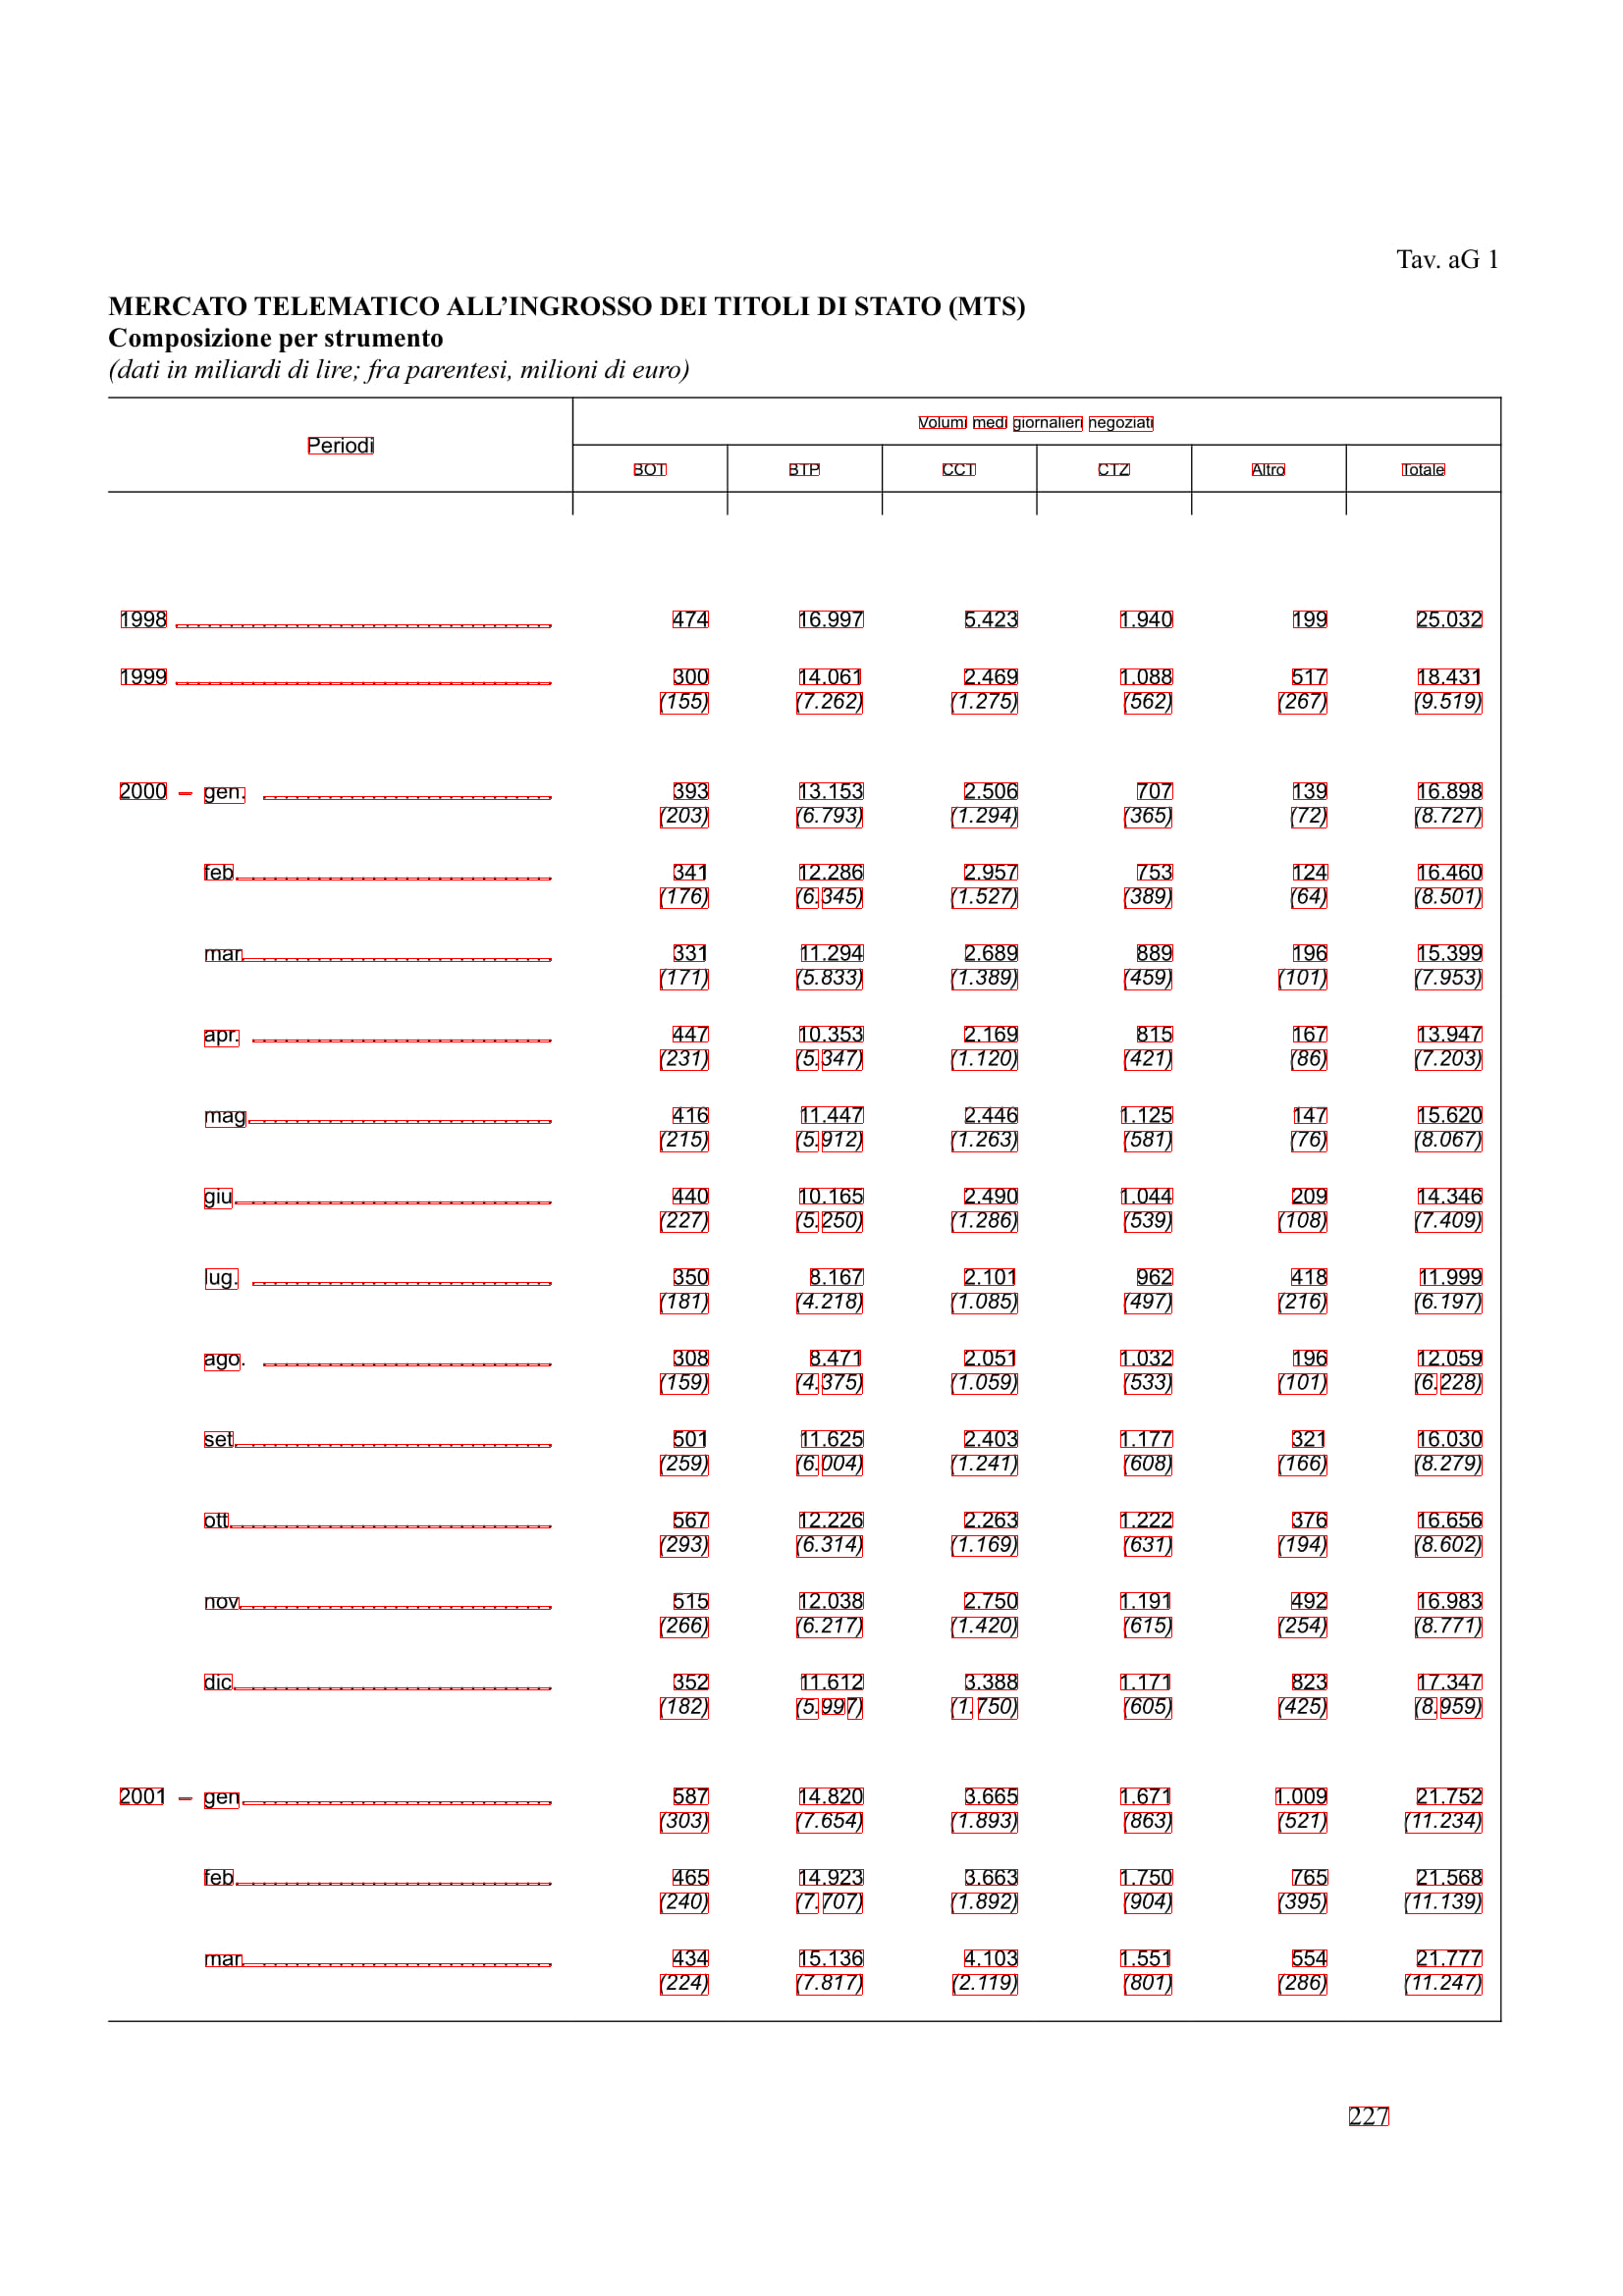 Tav. aG 1
MERCATO TELEMATICO ALL’INGROSSO DEI TITOLI DI STATO (MTS)
Composizione per strumento
(dati in miliardi di lire; fra parentesi, milioni di euro)
Periodi
Volumi medi giornalieri negoziati
BOT BTP CCT CTZ Altro Totale
1998 474 16.997 5.423 1.940 199 25.032
1999 300 14.061 2.469 1.088 517 18.431
(155) (7.262) (1.275) (562) (267) (9.519)
2000 – gen. 393 13.153 2.506 707 139 16.898
(203) (6.793) (1.294) (365) (72) (8.727)
feb. 341 12.286 2.957 753 124 16.460
(176) (6.345) (1.527) (389) (64) (8.501)
mar. 331 11.294 2.689 889 196 15.399
(171) (5.833) (1.389) (459) (101) (7.953)
apr. 447 10.353 2.169 815 167 13.947
(231) (5.347) (1.120) (421) (86) (7.203)
mag. 416 11.447 2.446 1.125 147 15.620
(215) (5.912) (1.263) (581) (76) (8.067)
giu. 440 10.165 2.490 1.044 209 14.346
(227) (5.250) (1.286) (539) (108) (7.409)
lug. 350 8.167 2.101 962 418 11.999
(181) (4.218) (1.085) (497) (216) (6.197)
ago. 308 8.471 2.051 1.032 196 12.059
(159) (4.375) (1.059) (533) (101) (6.228)
set. 501 11.625 2.403 1.177 321 16.030
(259) (6.004) (1.241) (608) (166) (8.279)
ott. 567 12.226 2.263 1.222 376 16.656
(293) (6.314) (1.169) (631) (194) (8.602)
nov. 515 12.038 2.750 1.191 492 16.983
(266) (6.217) (1.420) (615) (254) (8.771)
dic. 352 11.612 3.388 1.171 823 17.347
(182) (5.997) (1.750) (605) (425) (8.959)
2001 – gen. 587 14.820 3.665 1.671 1.009 21.752
(303) (7.654) (1.893) (863) (521) (11.234)
feb. 465 14.923 3.663 1.750 765 21.568
(240) (7.707) (1.892) (904) (395) (11.139)
mar. 434 15.136 4.103 1.551 554 21.777
(224) (7.817) (2.119) (801) (286) (11.247)
227